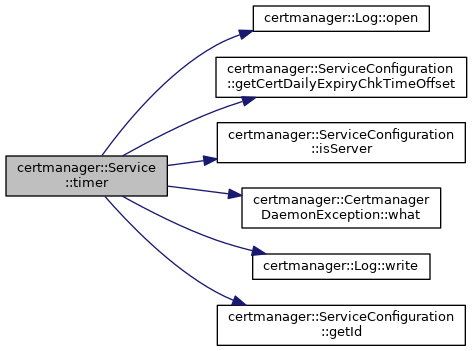 certmanager::Log::open
certmanager::ServiceConfiguration
::getCertDailyExpiryChkTimeOffset
certmanager::ServiceConfiguration
::isServer
certmanager::Service
::timer
certmanager::Certmanager
DaemonException::what
certmanager::Log::write
certmanager::ServiceConfiguration
::getId